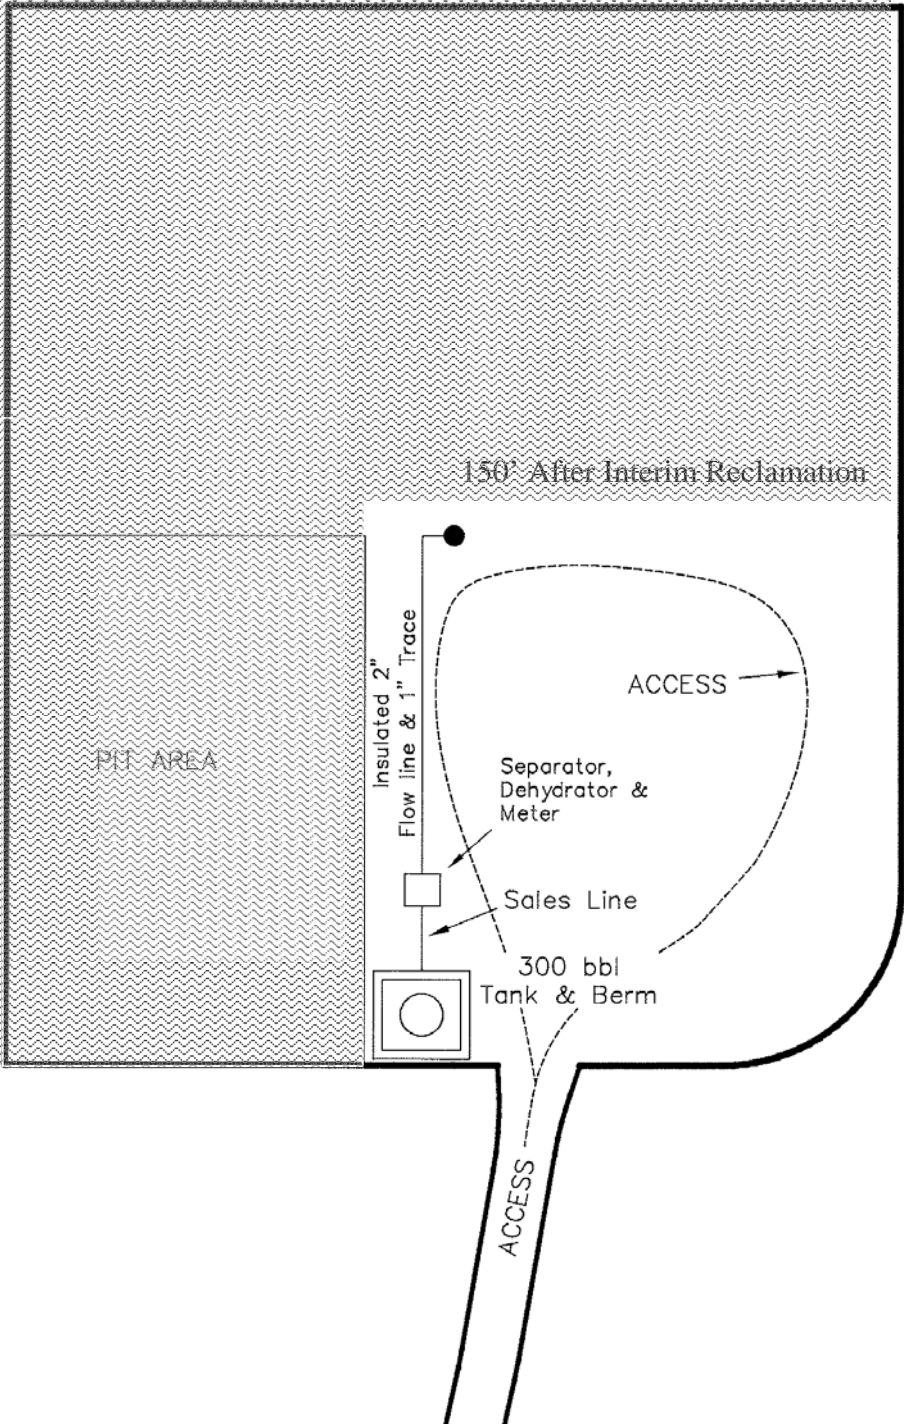 150' After Interim Reclamation
Insulated 2"
Flow line & 1" Trace
ACCESS
PIT AREA
Separator,
Dehydrator &
Meter
Sales Line
300 bbl
Tank & Berm
ACCESS